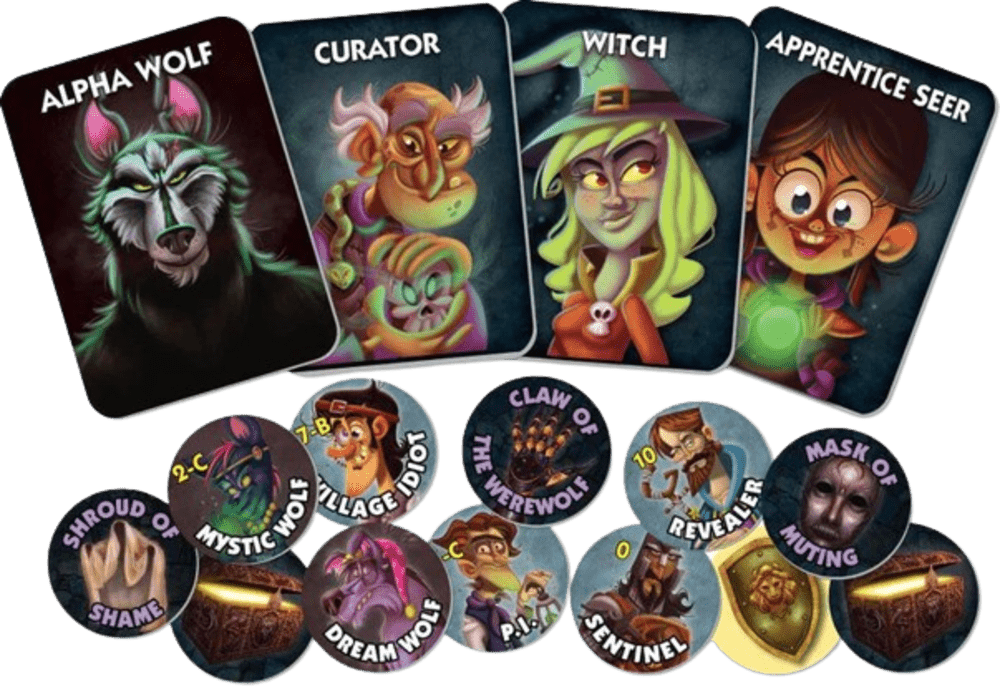 ALPHA WOLF
CURATOR
WITCH
APPRENTICE SEER
7-B
VILLAGE IDIOT
CLAW OF
THE WEREWOLF
10
REVEALER
MASK OF
MUTING
2-C
MYSTIC WOLF
SHROUD OF
SHAME
DREAM WOLF
-C
P.I.
0
SENTINEL